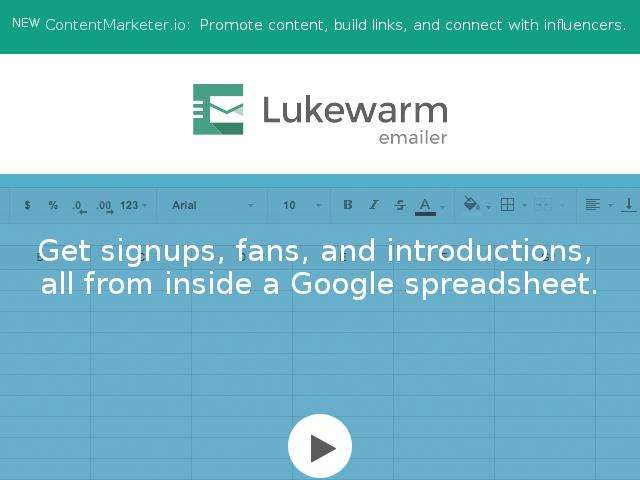 NEW ContentMarketer.io: Promote content, build links, and connect with influencers.
Lukewarm
emailer
$ % .0 .00 123 Arial 10 B I S A
Get signups, fans, and introductions,
all from inside a Google spreadsheet.